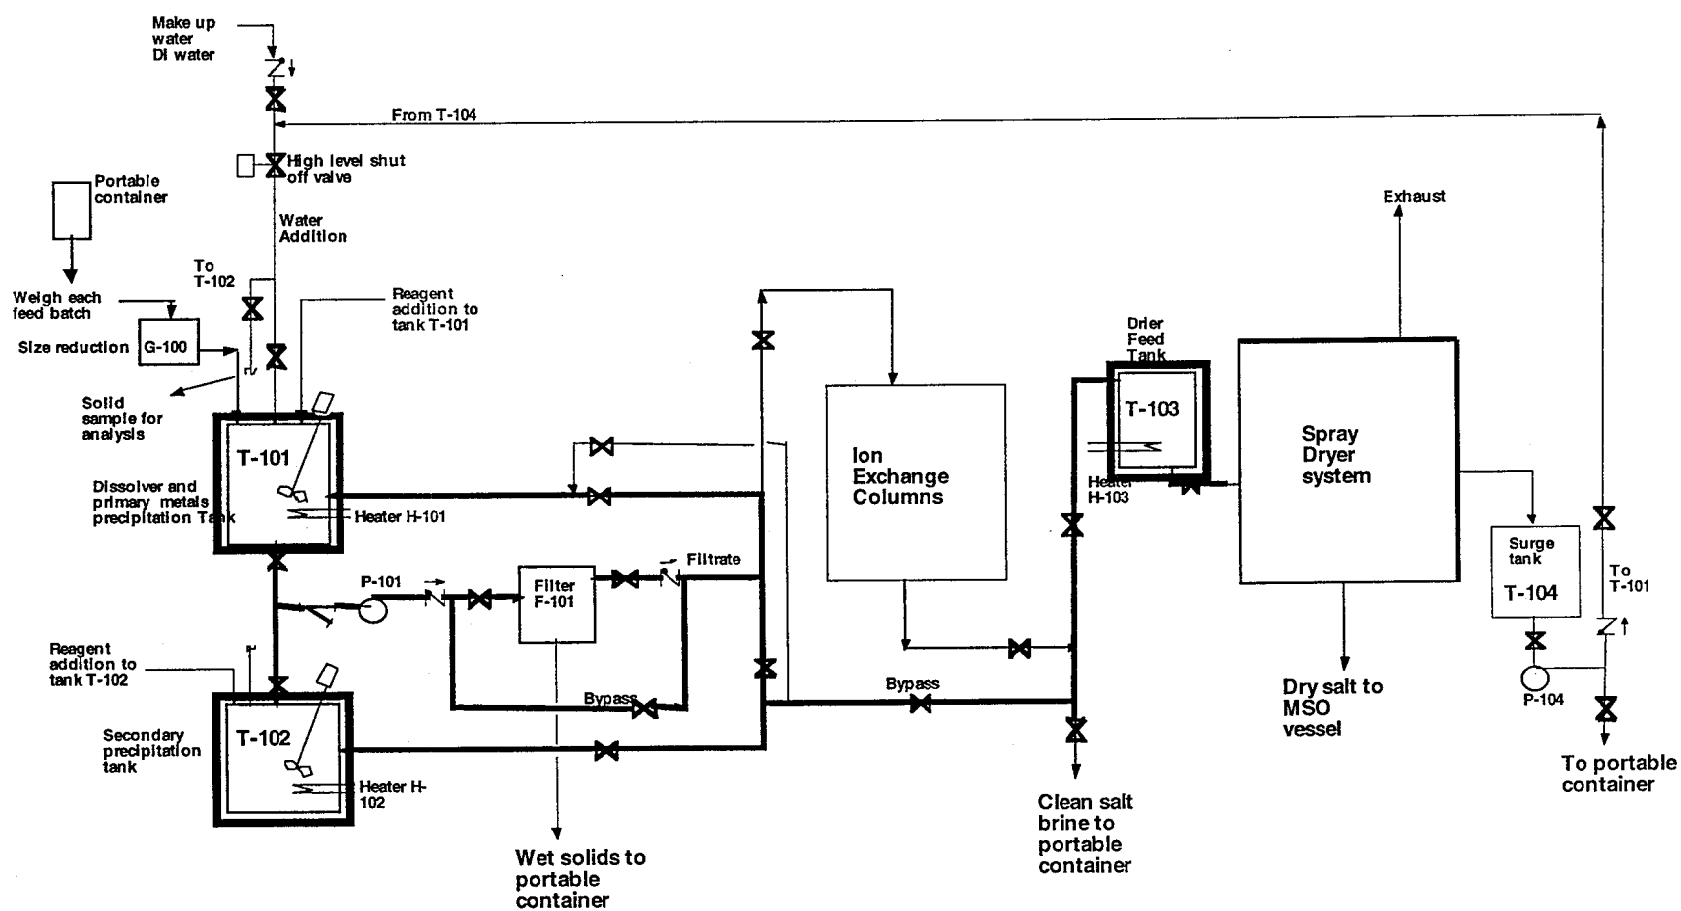 Make up
water
DI water
From T-104
High level shut
off valve
Portable
container
Water
Addition
Exhaust
To
T-102
Weigh each
feed batch
Reagent
addition to
tank T-101
Size reduction
G-100
Drier
Feed
Tank
T-103
Solid
sample for
analysis
T-101
Ion
Exchange
Columns
Spray
Dryer
system
Dissolver and
primary metals
precipitation Tank
Heater H-101
Heater
H-103
Surge
tank
T-104
To
T-101
P-101
Filter
F-101
Filtrate
Reagent
addition to
tank T-102
Bypass
Bypass
P-104
Dry salt to
MSO
vessel
Secondary
precipitation
tank
T-102
Heater H-
102
To portable
container
Clean salt
brine to
portable
container
Wet solids to
portable
container